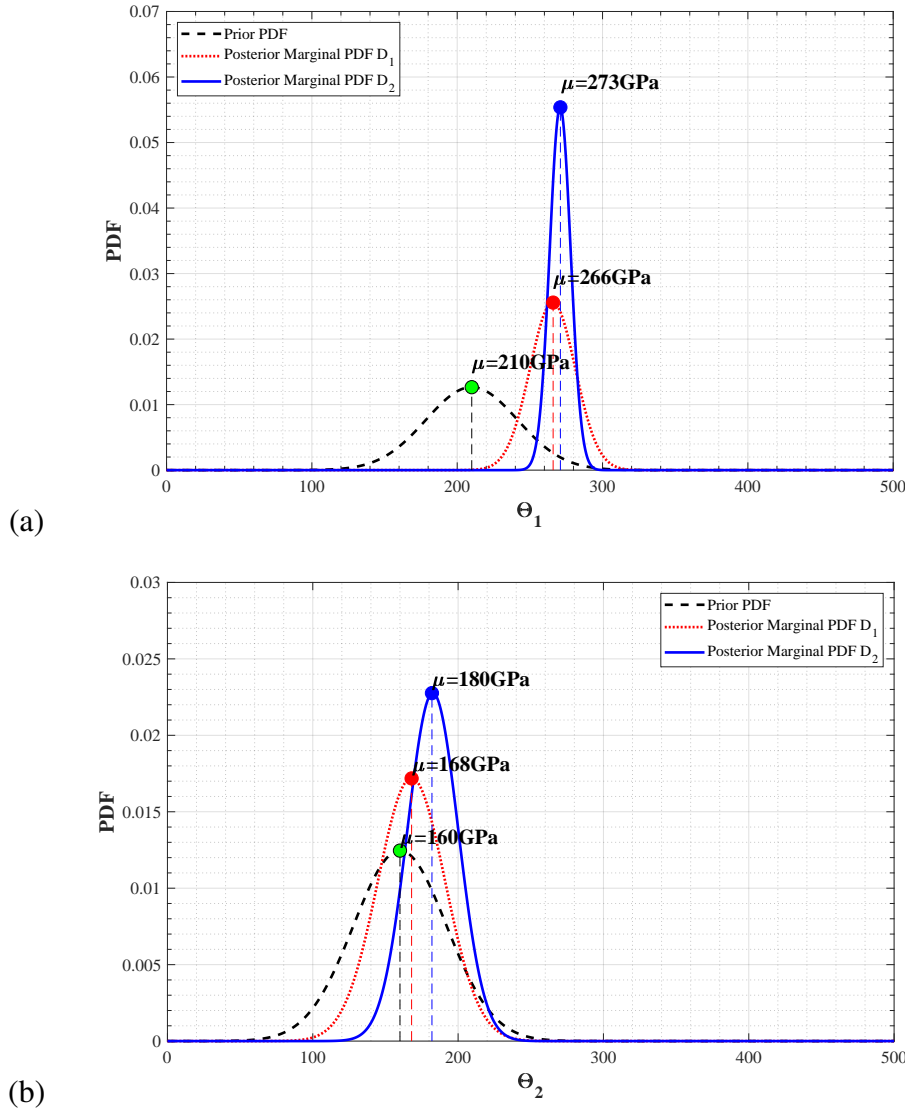 0.07
0.06
0.05
0.04
0.03
0.02
0.01
0
PDF
Prior PDF
Posterior Marginal PDF D₁
Posterior Marginal PDF D₂
μ=273GPa
μ=266GPa
μ=210GPa
0 100 200 300 400 500
Θ₁
(a)
0.03
0.025
0.02
0.015
0.01
0.005
0
PDF
Prior PDF
Posterior Marginal PDF D₁
Posterior Marginal PDF D₂
μ=180GPa
μ=168GPa
μ=160GPa
0 100 200 300 400 500
Θ₂
(b)